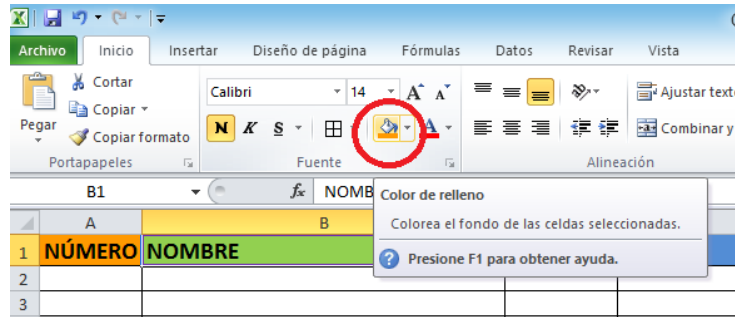 Archivo Inicio Insertar Diseño de página Fórmulas Datos Revisar Vista
Cortar
Copiar
Copiar formato
Pegar
Portapapeles
Calibri 14 A A
N K S A
Fuente
Ajustar texto
Combinar y
Alineación
B1 fx NOMB
Color de relleno
Colorea el fondo de las celdas seleccionadas.
Presione F1 para obtener ayuda.
A B
1 NÚMERO NOMBRE
2
3